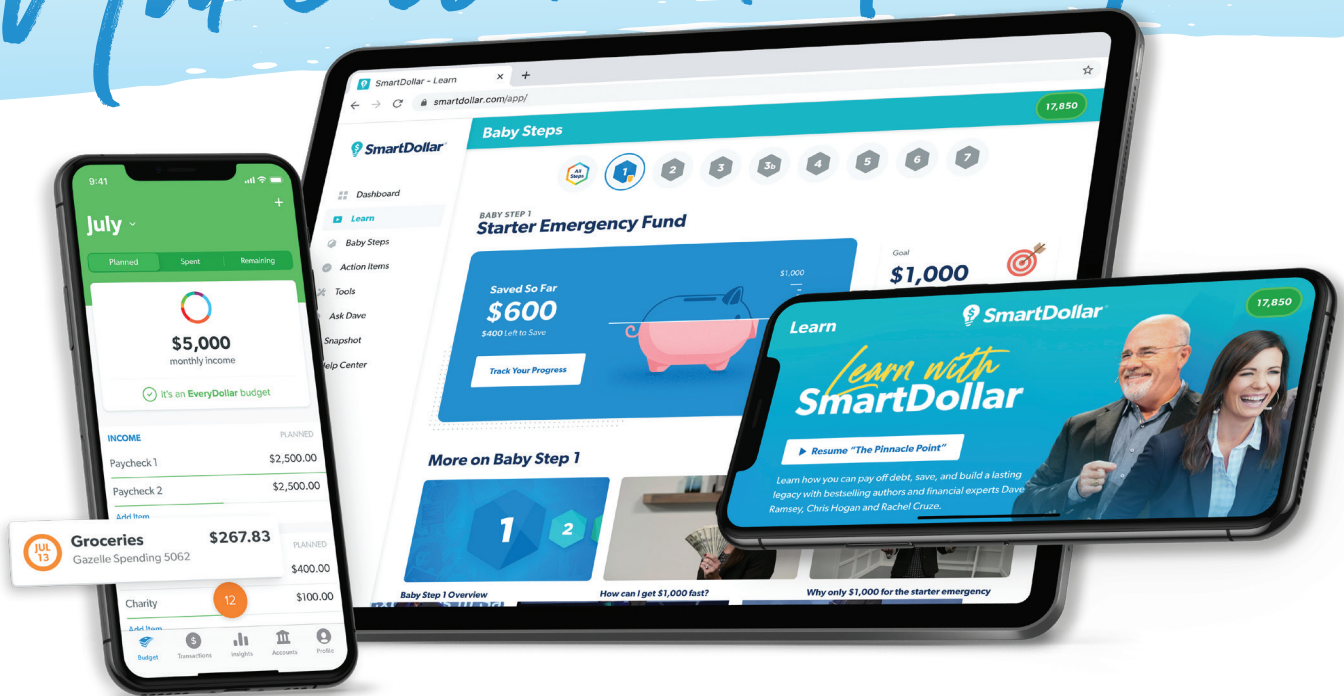 SmartDollar - Learn
smartdollar.com/app/
SmartDollar
Dashboard
Learn
Baby Steps
Action Items
Tools
Ask Dave
Snapshot
Help Center
Baby Steps
17,850
All Steps
1
2
3
3b
4
5
6
7
BABY STEP 1
Starter Emergency Fund
Saved So Far
$600
$400 Left to Save
Track Your Progress
$1,000
Goal
$1,000
More on Baby Step 1
1
2
Baby Step 1 Overview
How can I get $1,000 fast?
Why only $1,000 for the starter emergency
9:41
July
Planned
Spent
Remaining
$5,000
monthly income
It's an EveryDollar budget
INCOME
PLANNED
Paycheck 1
$2,500.00
Paycheck 2
$2,500.00
Add Item
JUL
13
Groceries
$267.83
Gazelle Spending 5062
PLANNED
$400.00
Charity
12
$100.00
Add Item
Budget
Transactions
Insights
Accounts
Profile
Learn
SmartDollar
17,850
Learn with
SmartDollar
Resume "The Pinnacle Point"
Learn how you can pay off debt, save, and build a lasting
legacy with bestselling authors and financial experts Dave
Ramsey, Chris Hogan and Rachel Cruze.